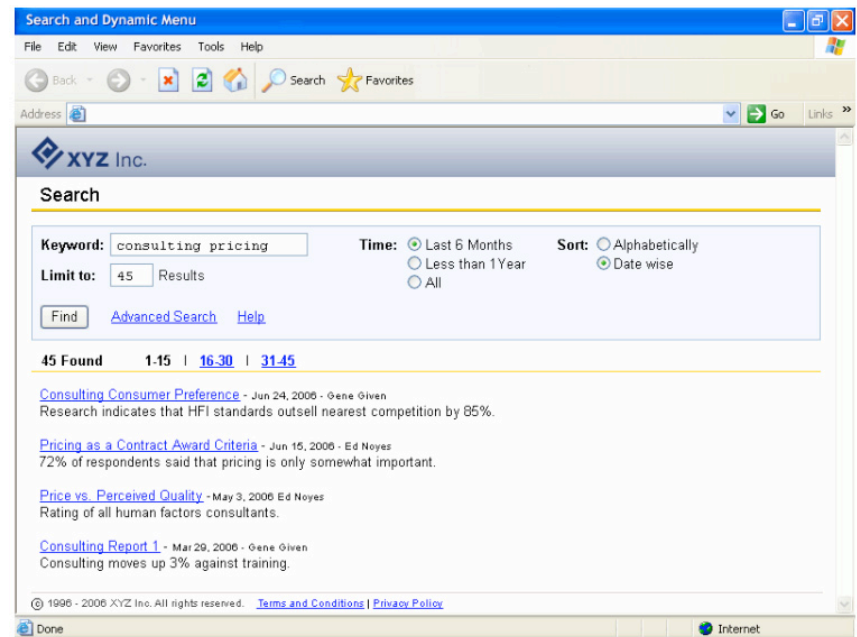 Search and Dynamic Menu
File Edit View Favorites Tools Help
Back Search Favorites
Address Go Links »
XYZ Inc.
Search
Keyword: consulting pricing Time: Last 6 Months Sort: Alphabetically
Less than 1 Year Date wise
Limit to: 45 Results
All
Find Advanced Search Help
45 Found 1-15 | 16-30 | 31-45
Consulting Consumer Preference - Jun 24, 2006 - Gene Given
Research indicates that HFI standards outsell nearest competition by 85%.
Pricing as a Contract Award Criteria - Jun 15, 2006 - Ed Noyes
72% of respondents said that pricing is only somewhat important.
Price vs. Perceived Quality - May 3, 2006 Ed Noyes
Rating of all human factors consultants.
Consulting Report 1 - Mar 29, 2006 - Gene Given
Consulting moves up 3% against training.
© 1996 - 2006 XYZ Inc. All rights reserved. Terms and Conditions | Privacy Policy
Done Internet